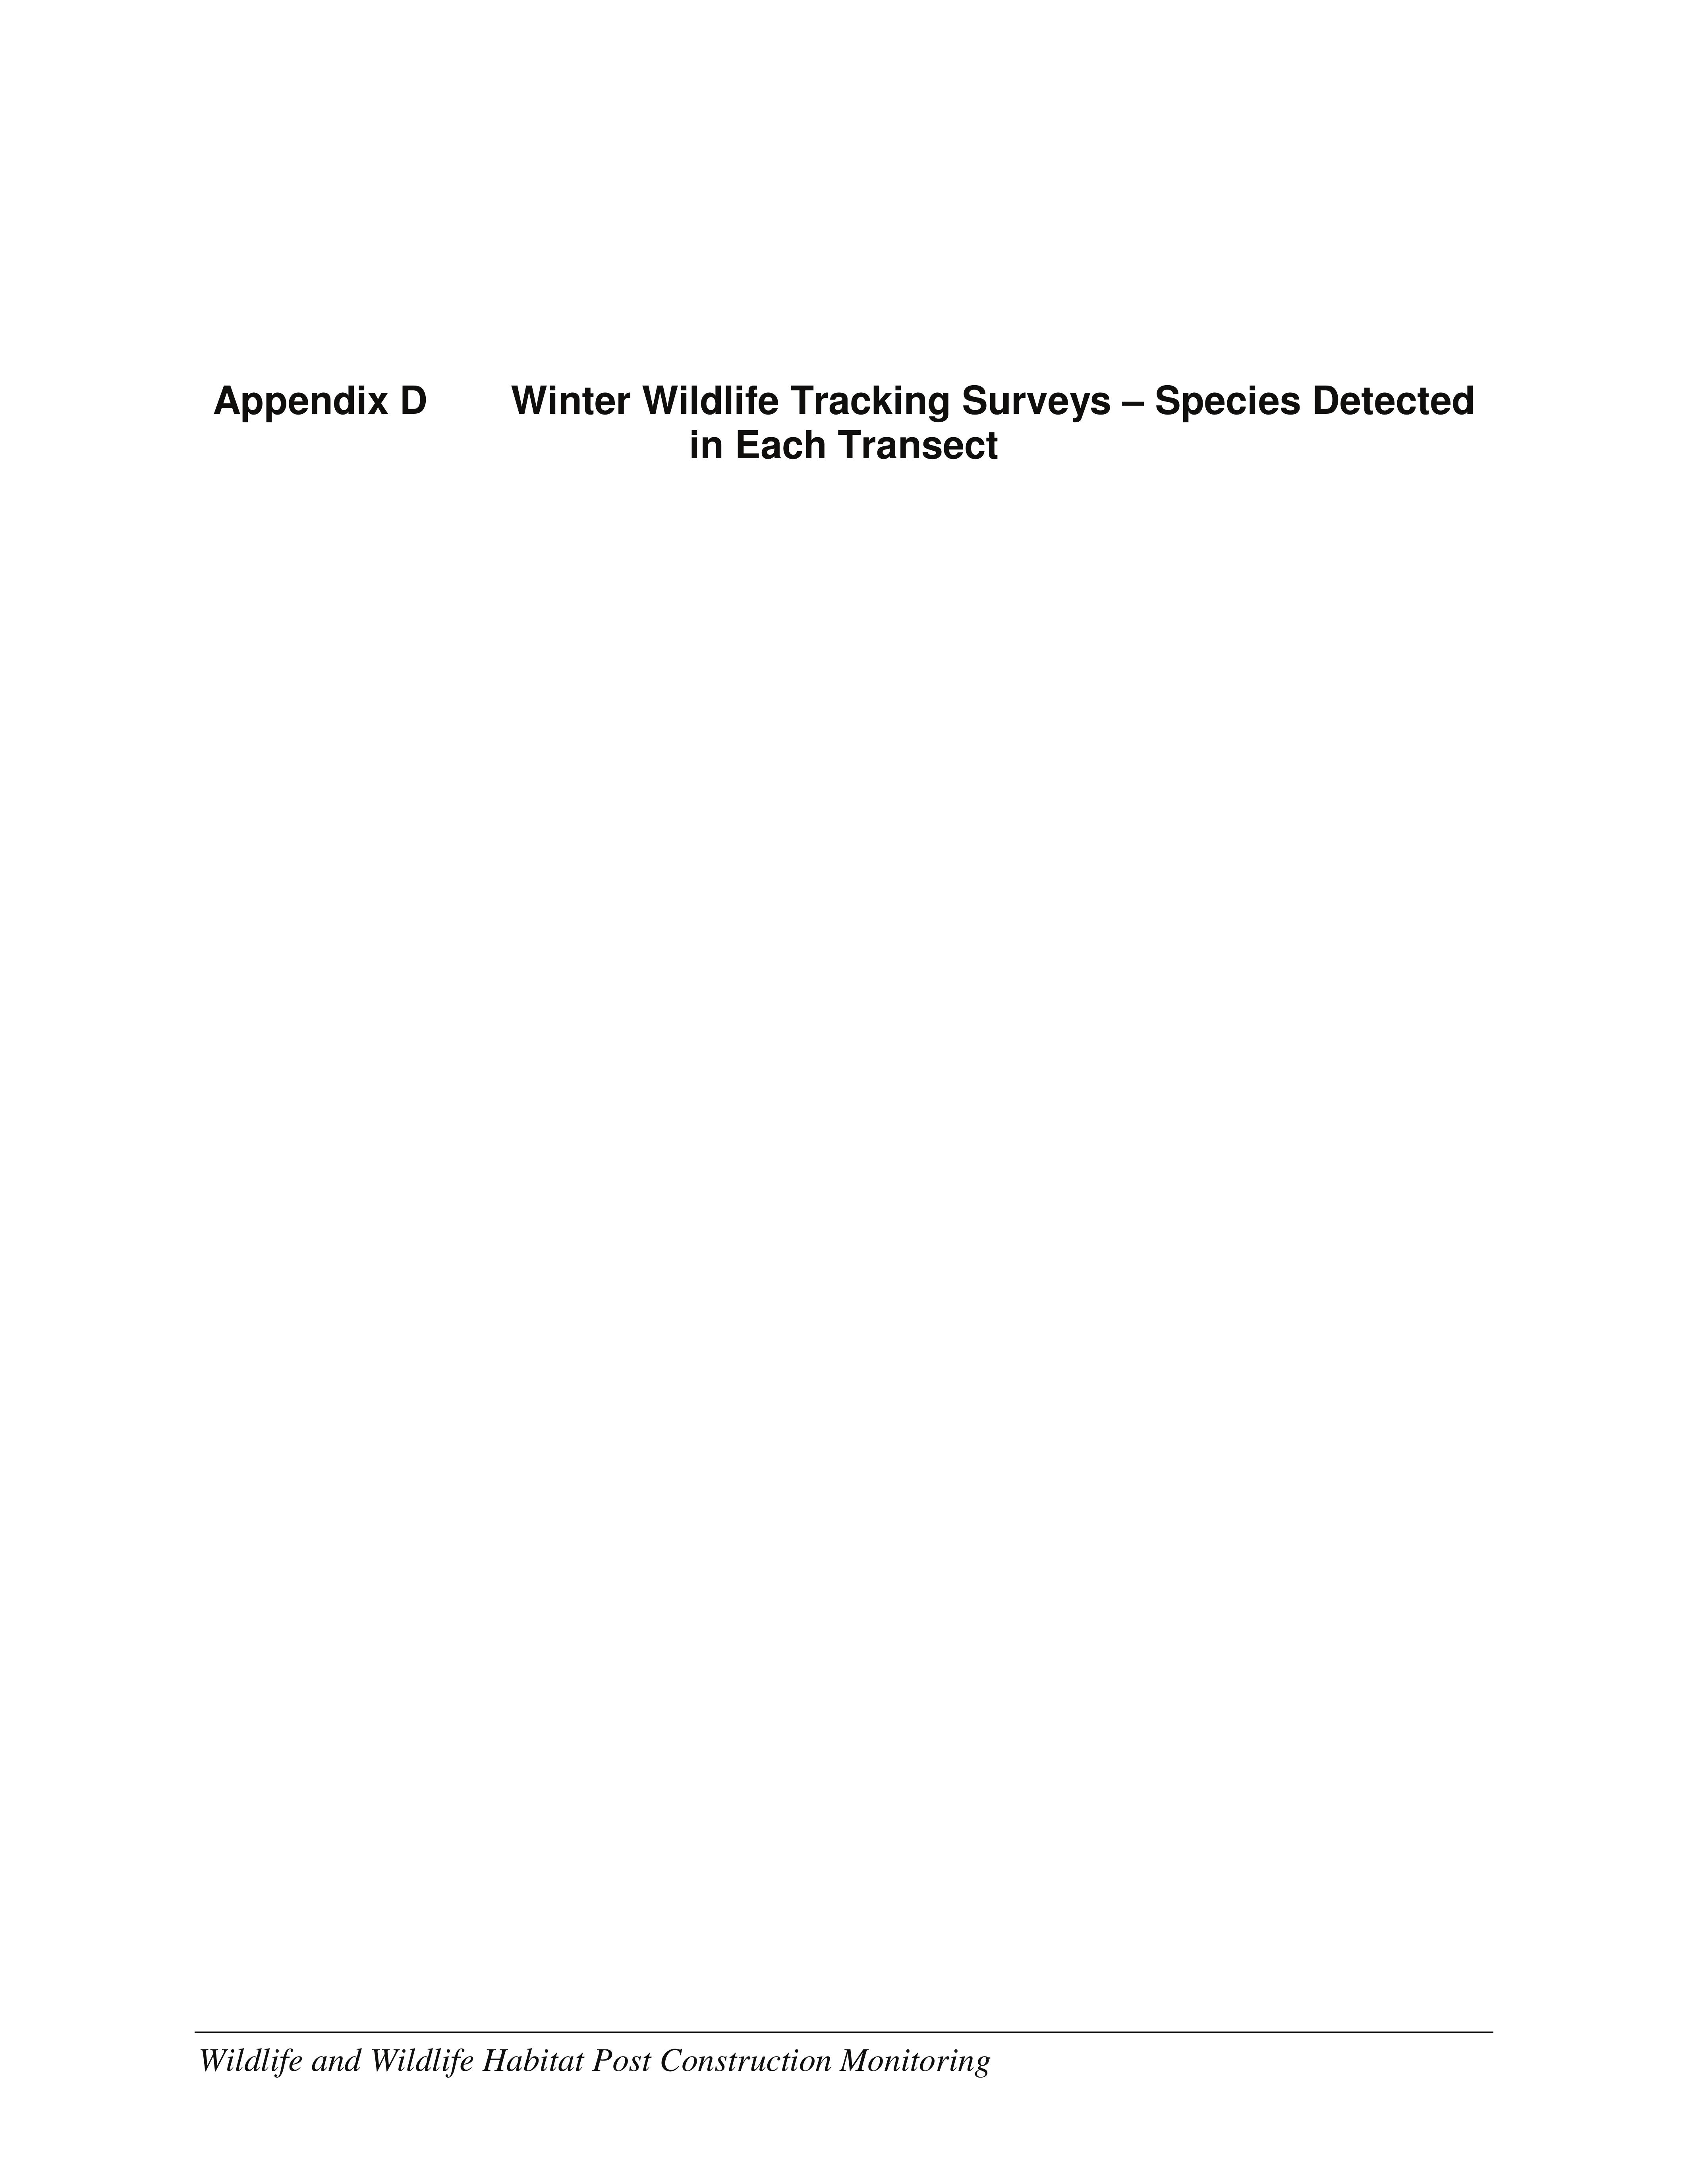 Appendix D Winter Wildlife Tracking Surveys – Species Detected
in Each Transect
Wildlife and Wildlife Habitat Post Construction Monitoring